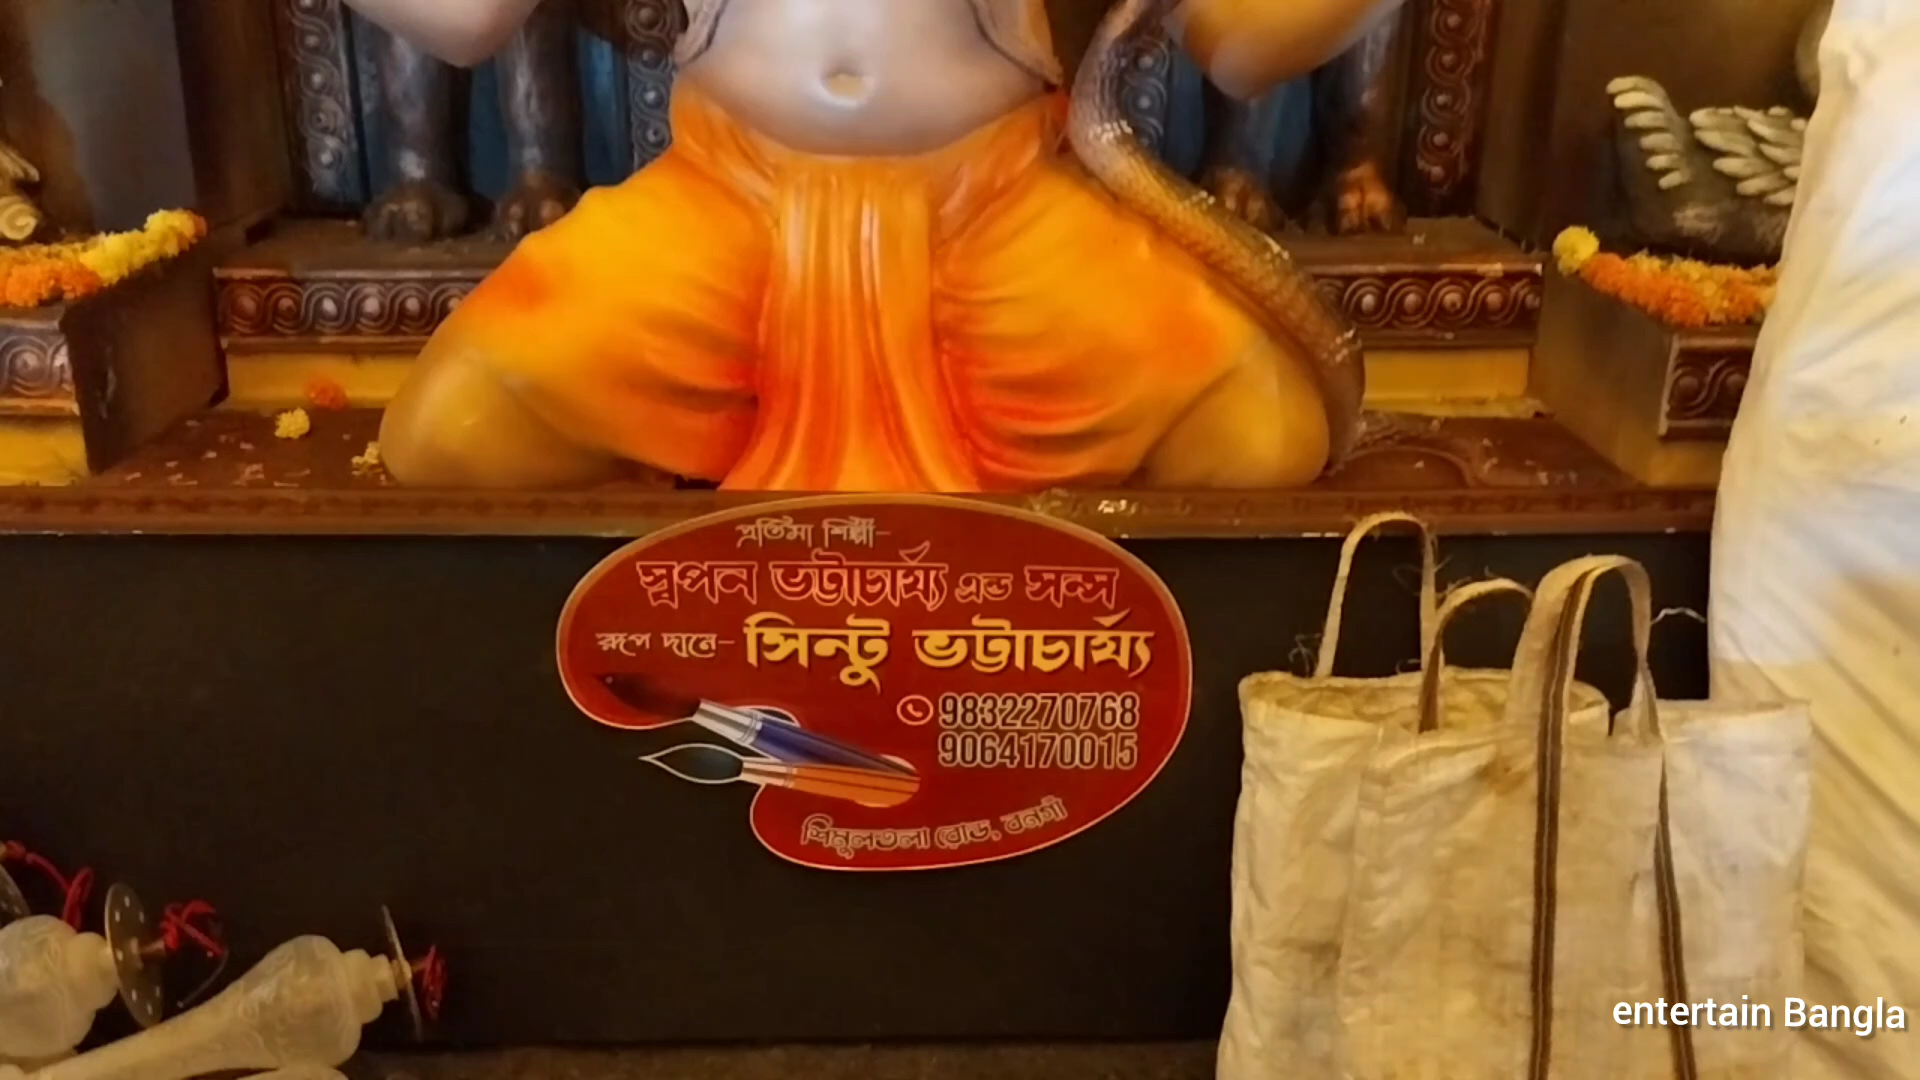 প্রতিমা শিল্পী-
স্বপন ভট্টাচার্য্য এন্ড সন্স
রূপ দানে- সিন্টু ভট্টাচার্য্য
9832270768
9064170015
শিমুলতলা রোড, বনগাঁ
entertain Bangla